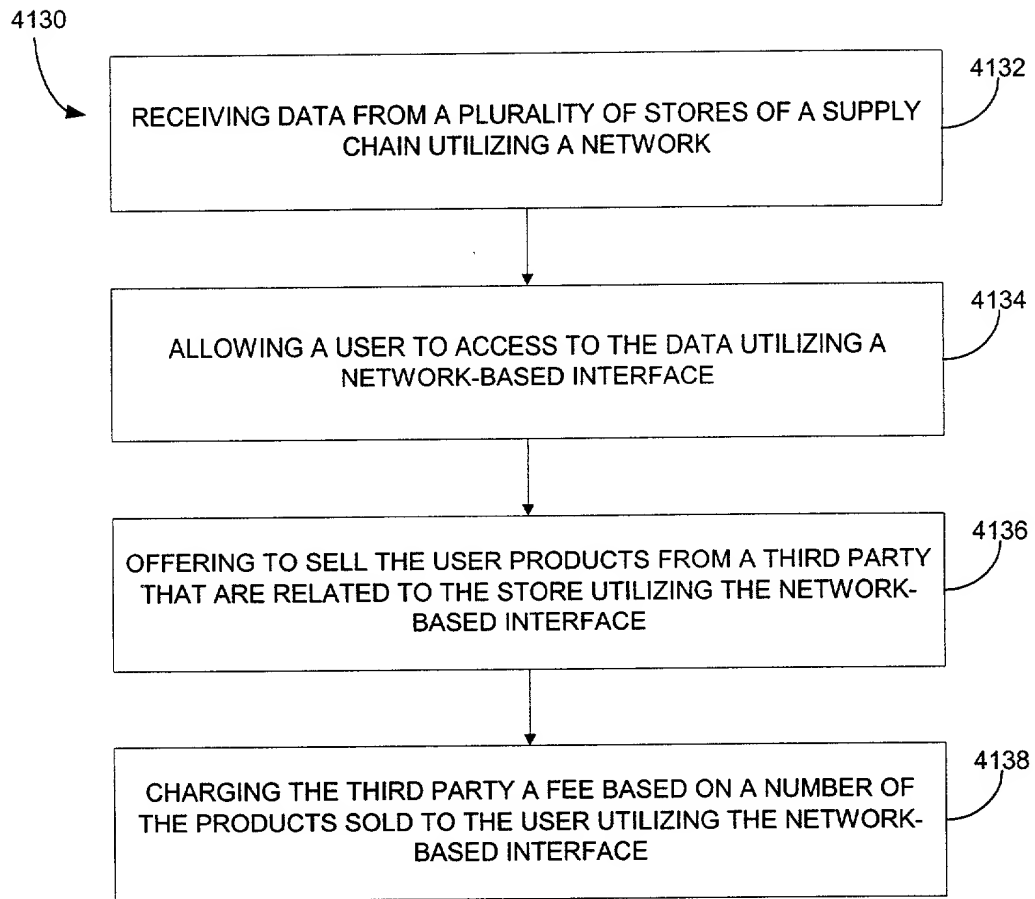 4130
4132
RECEIVING DATA FROM A PLURALITY OF STORES OF A SUPPLY
CHAIN UTILIZING A NETWORK
4134
ALLOWING A USER TO ACCESS TO THE DATA UTILIZING A
NETWORK-BASED INTERFACE
4136
OFFERING TO SELL THE USER PRODUCTS FROM A THIRD PARTY
THAT ARE RELATED TO THE STORE UTILIZING THE NETWORK-
BASED INTERFACE
4138
CHARGING THE THIRD PARTY A FEE BASED ON A NUMBER OF
THE PRODUCTS SOLD TO THE USER UTILIZING THE NETWORK-
BASED INTERFACE